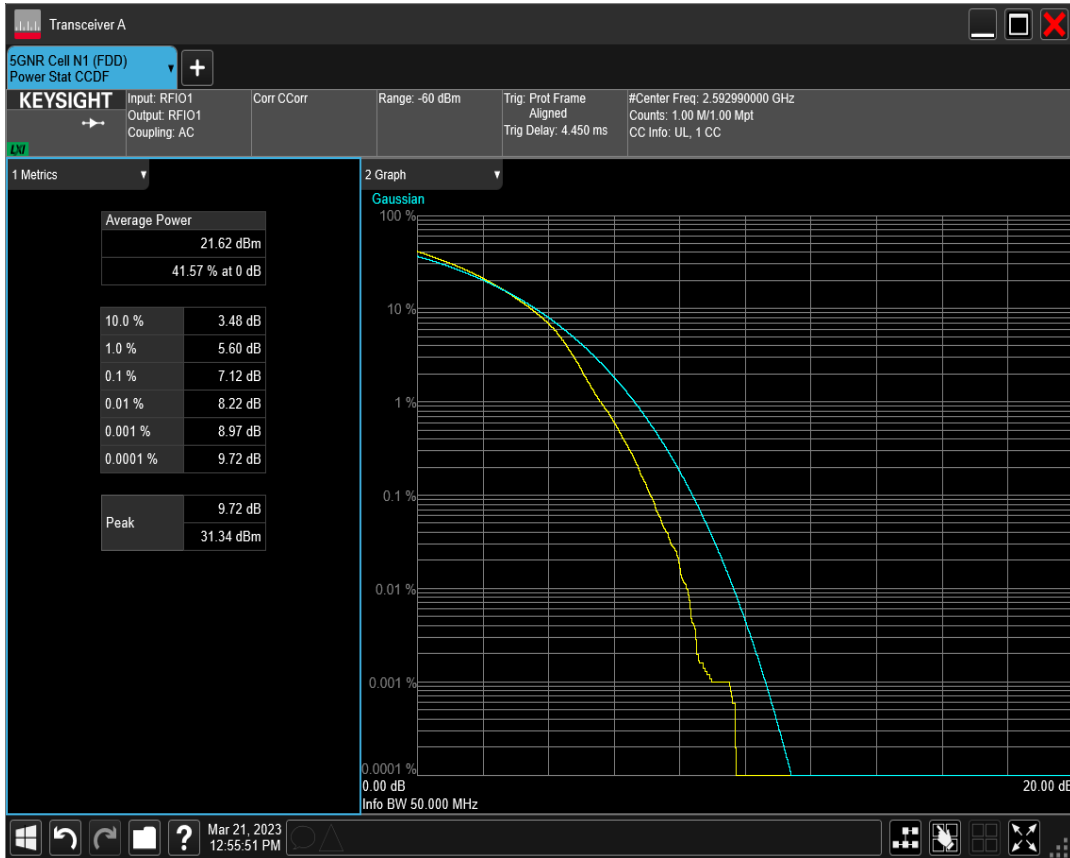 Transceiver A
5GNR Cell N1 (FDD)
Power Stat CCDF
+
KEYSIGHT
LXI
Input: RFIO1
Output: RFIO1
Coupling: AC
Corr CCorr
Range: -60 dBm
Trig: Prot Frame
Aligned
Trig Delay: 4.450 ms
#Center Freq: 2.592990000 GHz
Counts: 1.00 M/1.00 Mpt
CC Info: UL, 1 CC
1 Metrics
Average Power
21.62 dBm
41.57 % at 0 dB
10.0 % 3.48 dB
1.0 % 5.60 dB
0.1 % 7.12 dB
0.01 % 8.22 dB
0.001 % 8.97 dB
0.0001 % 9.72 dB
Peak
9.72 dB
31.34 dBm
2 Graph
Gaussian
100 %
10 %
1 %
0.1 %
0.01 %
0.001 %
0.0001 %
0.00 dB 20.00 dB
Info BW 50.000 MHz
?
Mar 21, 2023
12:55:51 PM